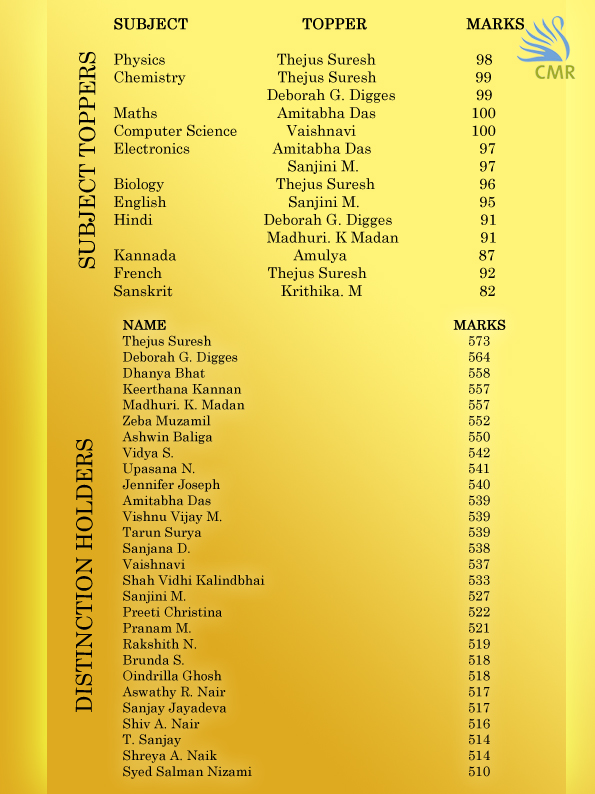 SUBJECT TOPPER MARKS
CMR
SUBJECT TOPPERS
Physics Thejus Suresh 98
Chemistry Thejus Suresh 99
Deborah G. Digges 99
Maths Amitabha Das 100
Computer Science Vaishnavi 100
Electronics Amitabha Das 97
Sanjini M. 97
Biology Thejus Suresh 96
English Sanjini M. 95
Hindi Deborah G. Digges 91
Madhuri. K Madan 91
Kannada Amulya 87
French Thejus Suresh 92
Sanskrit Krithika. M 82
DISTINCTION HOLDERS
NAME MARKS
Thejus Suresh 573
Deborah G. Digges 564
Dhanya Bhat 558
Keerthana Kannan 557
Madhuri. K. Madan 557
Zeba Muzamil 552
Ashwin Baliga 550
Vidya S. 542
Upasana N. 541
Jennifer Joseph 540
Amitabha Das 539
Vishnu Vijay M. 539
Tarun Surya 539
Sanjana D. 538
Vaishnavi 537
Shah Vidhi Kalindbhai 533
Sanjini M. 527
Preeti Christina 522
Pranam M. 521
Rakshith N. 519
Brunda S. 518
Oindrilla Ghosh 518
Aswathy R. Nair 517
Sanjay Jayadeva 517
Shiv A. Nair 516
T. Sanjay 514
Shreya A. Naik 514
Syed Salman Nizami 510